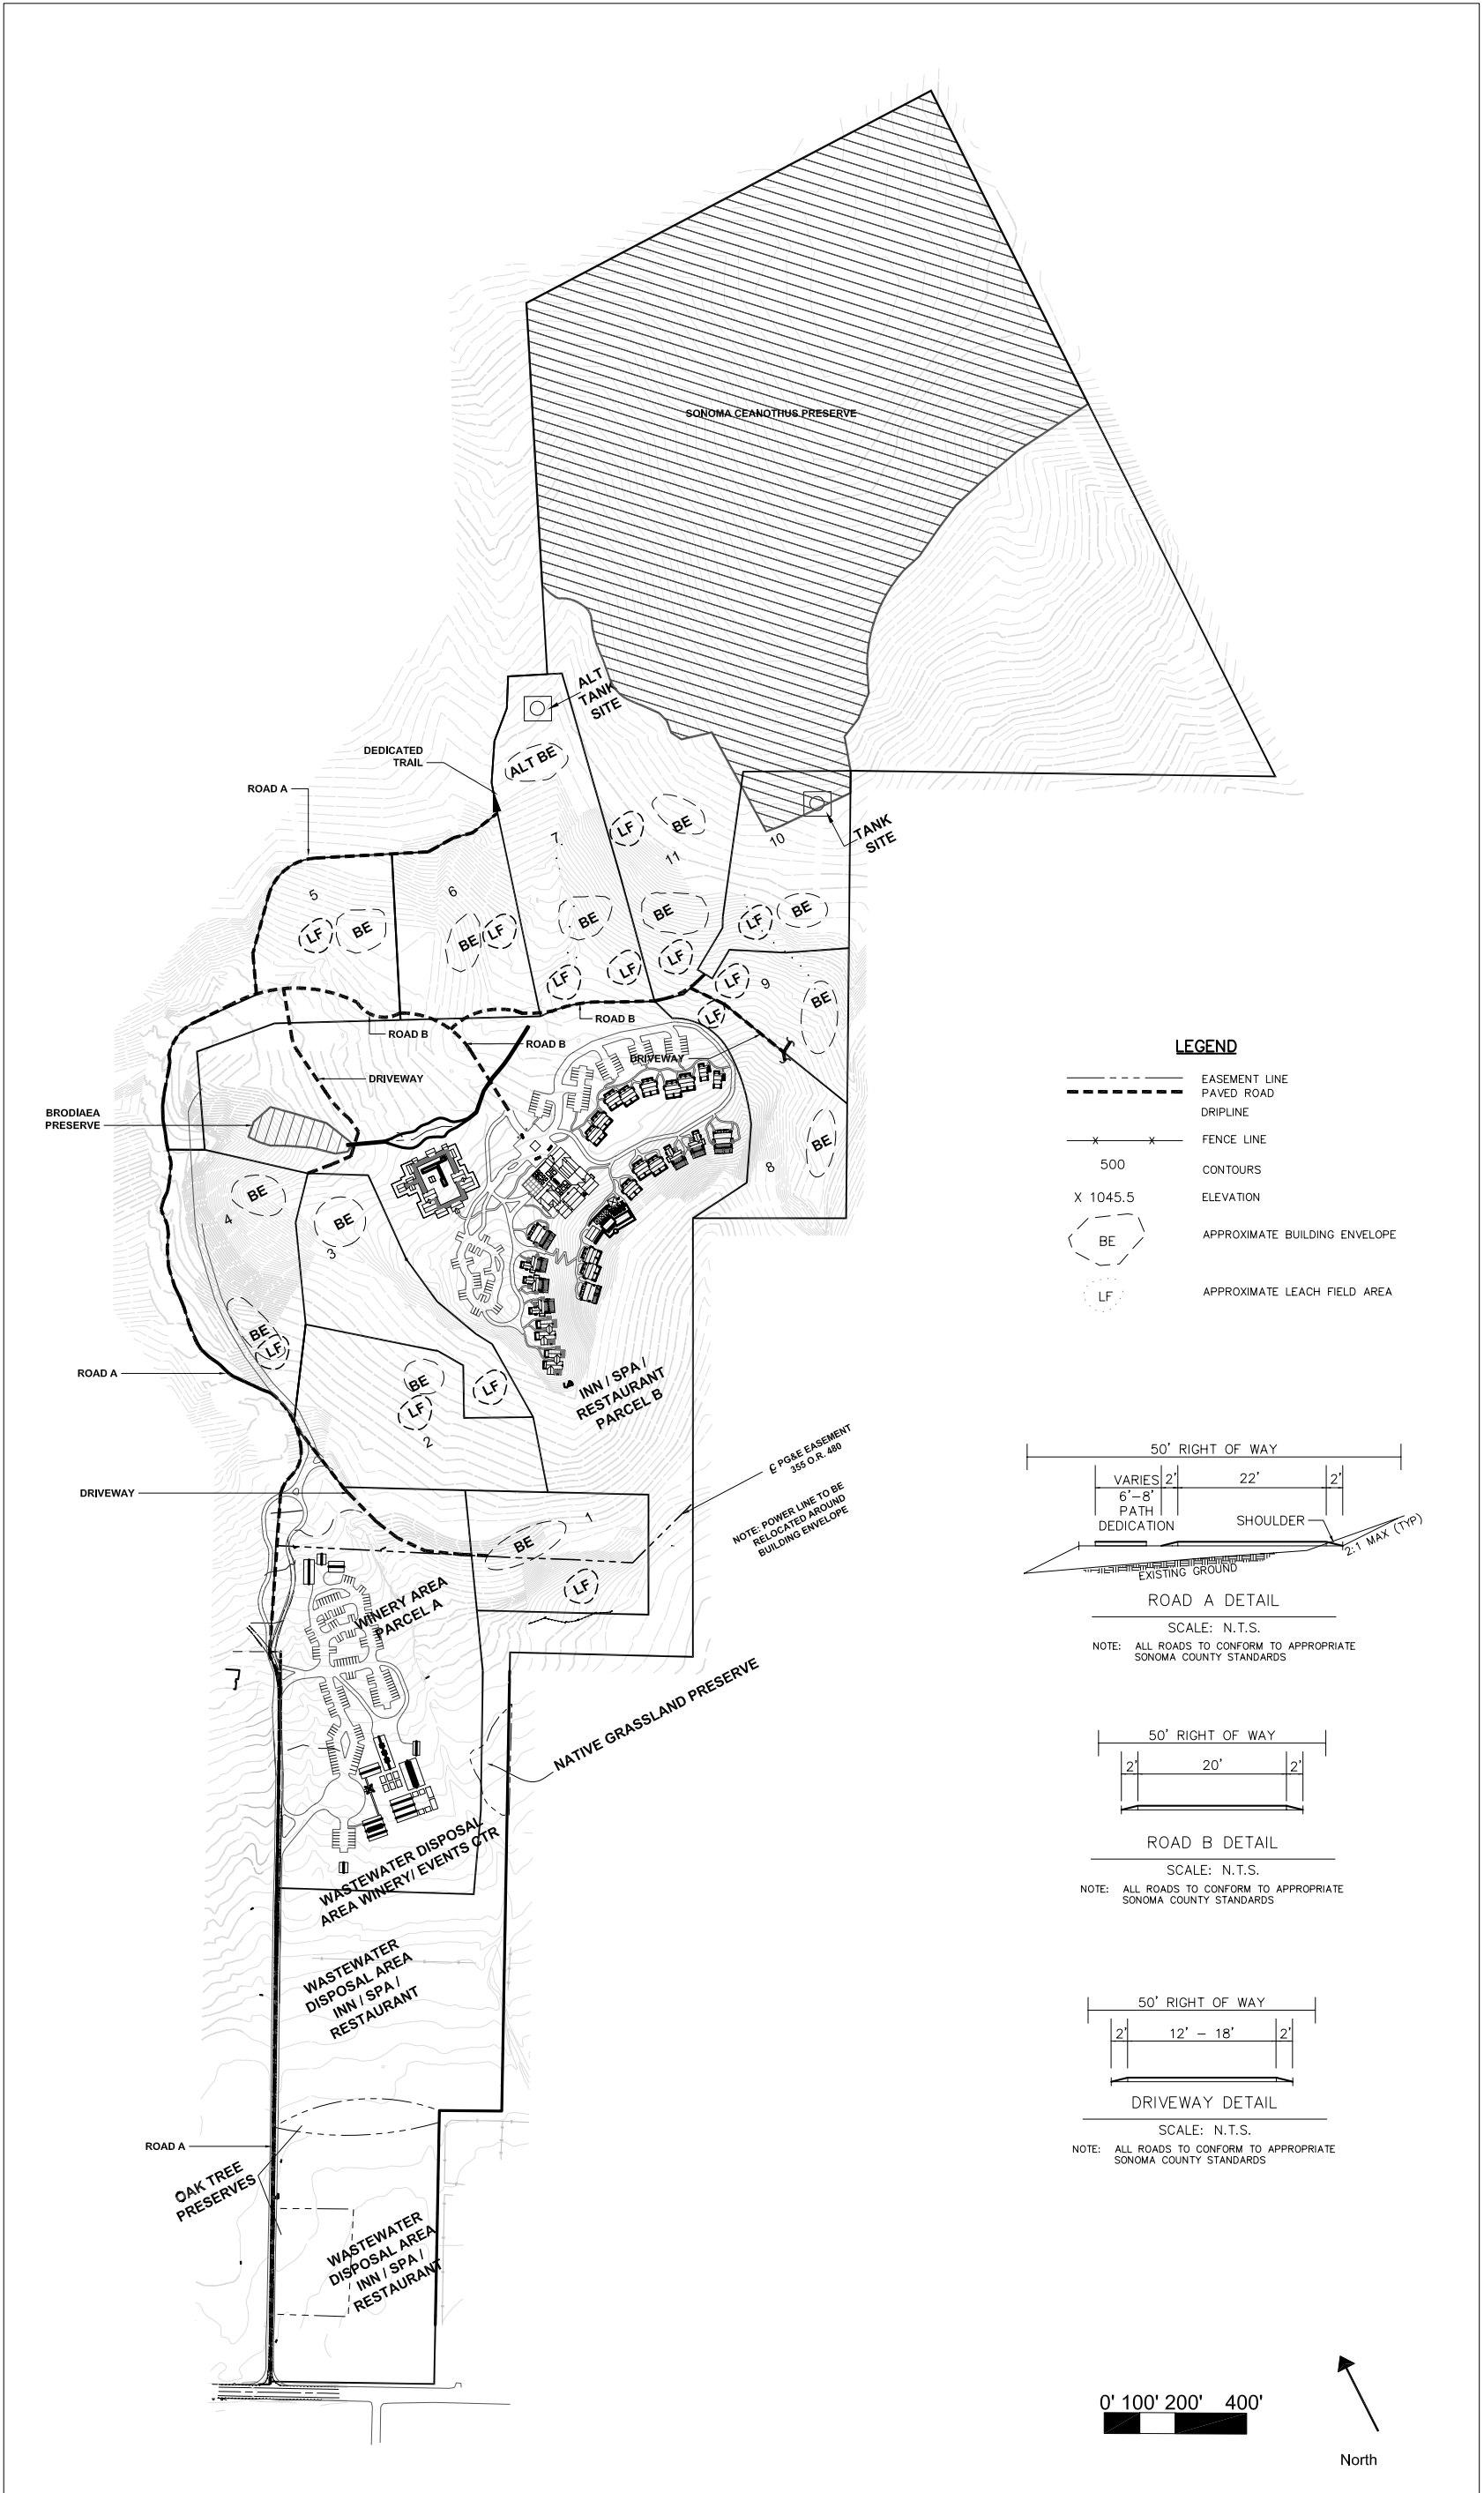 SONOMA CEANOTHUS PRESERVE
ALT
TANK
SITE
DEDICATED
TRAIL
ALT BE
ROAD A
7
LF
BE
11
10
TANK
SITE
5
6
LF
BE
BE
LF
BE
BE
LF
BE
LF
LF
LF
LF
9
BE
LF
ROAD B
ROAD B
ROAD B
DRIVEWAY
DRIVEWAY
BRODIAEA
PRESERVE
BE
8
BE
4
BE
3
BE
LF
ROAD A
BE
LF
LF
2
INN / SPA /
RESTAURANT
PARCEL B
℄ PG&E EASEMENT
355 O.R. 480
NOTE: POWER LINE TO BE
RELOCATED AROUND
BUILDING ENVELOPE
DRIVEWAY
1
BE
LF
WINERY AREA
PARCEL A
NATIVE GRASSLAND PRESERVE
WASTEWATER DISPOSAL
AREA WINERY/ EVENTS CTR
WASTEWATER
DISPOSAL AREA
INN / SPA /
RESTAURANT
ROAD A
OAK TREE
PRESERVES
WASTEWATER
DISPOSAL AREA
INN / SPA /
RESTAURANT
LEGEND
EASEMENT LINE
PAVED ROAD
DRIPLINE
X X FENCE LINE
500 CONTOURS
X 1045.5 ELEVATION
BE APPROXIMATE BUILDING ENVELOPE
LF APPROXIMATE LEACH FIELD AREA
50' RIGHT OF WAY
VARIES 2' 22' 2'
6'-8'
PATH
DEDICATION
SHOULDER
2:1 MAX (TYP)
EXISTING GROUND
ROAD A DETAIL
SCALE: N.T.S.
NOTE: ALL ROADS TO CONFORM TO APPROPRIATE
SONOMA COUNTY STANDARDS
50' RIGHT OF WAY
2' 20' 2'
ROAD B DETAIL
SCALE: N.T.S.
NOTE: ALL ROADS TO CONFORM TO APPROPRIATE
SONOMA COUNTY STANDARDS
50' RIGHT OF WAY
2' 12' - 18' 2'
DRIVEWAY DETAIL
SCALE: N.T.S.
NOTE: ALL ROADS TO CONFORM TO APPROPRIATE
SONOMA COUNTY STANDARDS
0' 100' 200' 400'
North